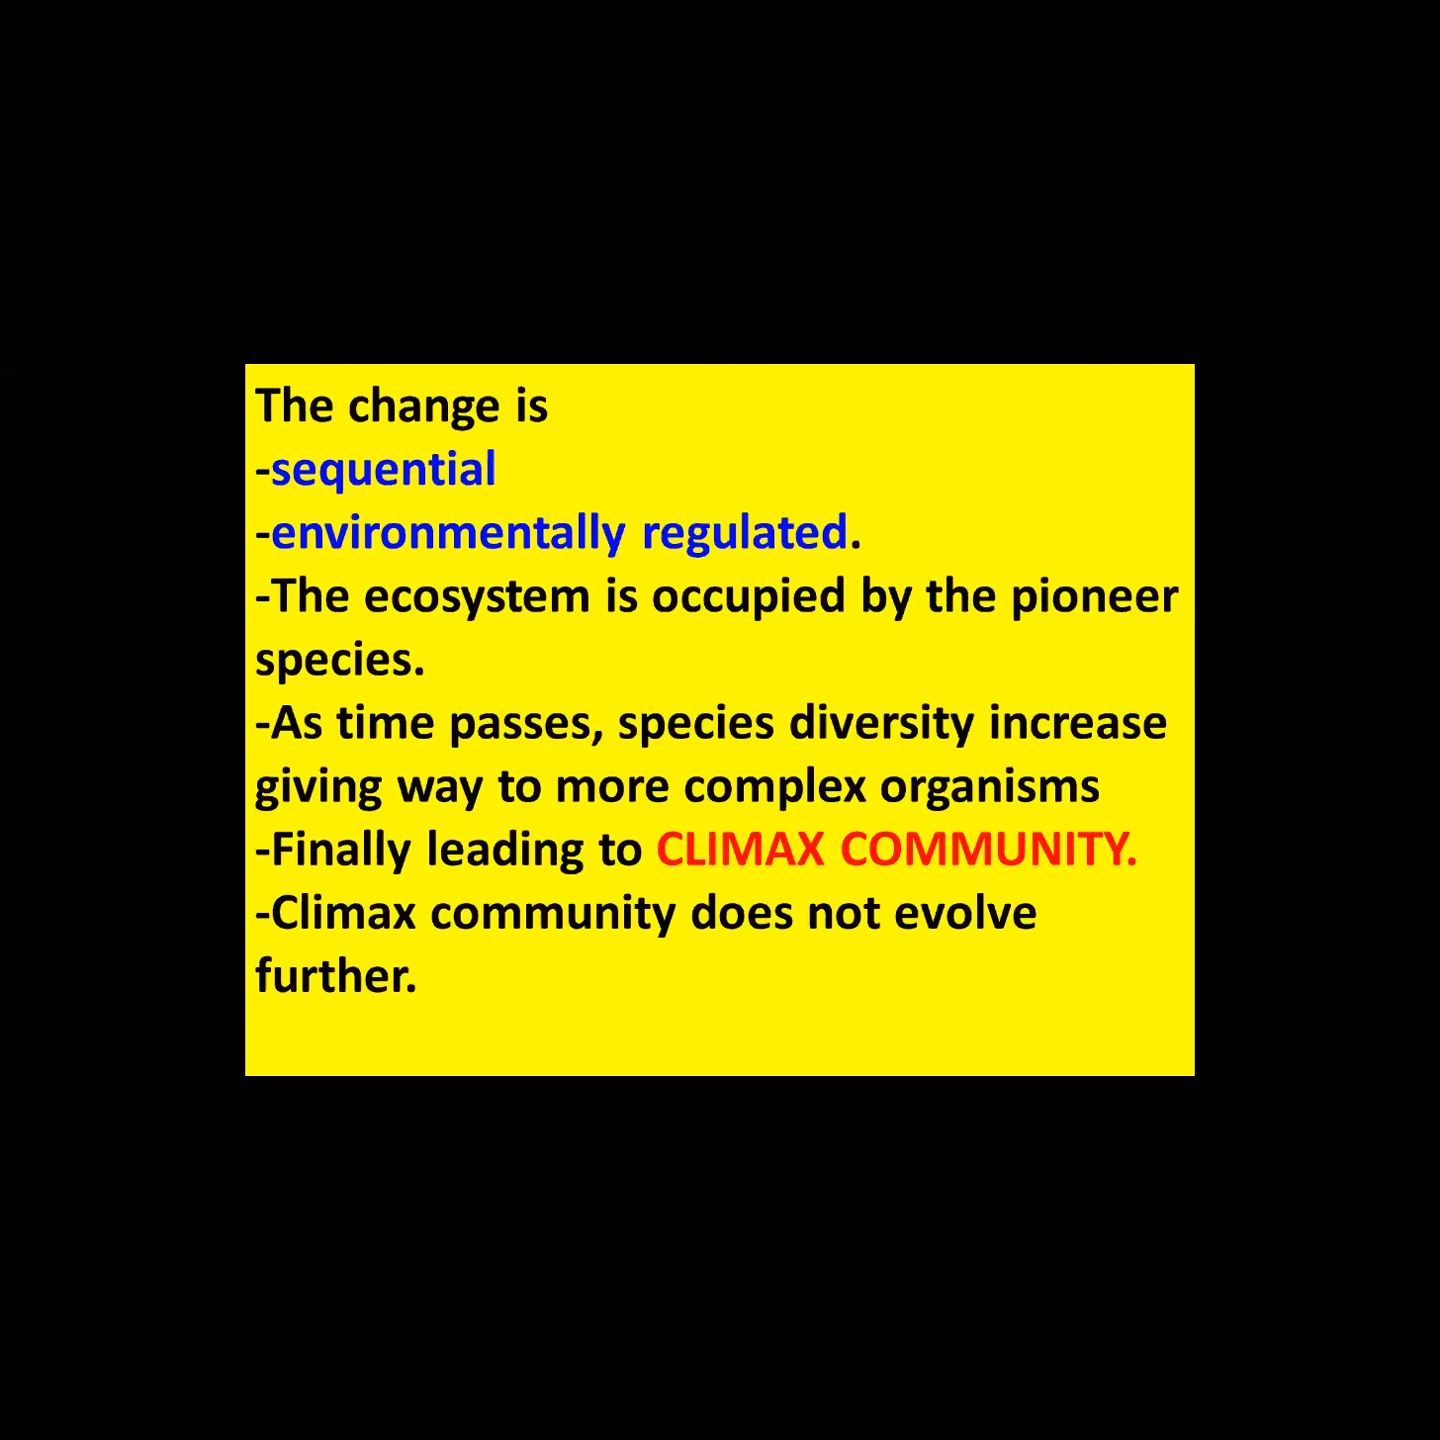 The change is
-sequential
-environmentally regulated.
-The ecosystem is occupied by the pioneer
species.
-As time passes, species diversity increase
giving way to more complex organisms
-Finally leading to CLIMAX COMMUNITY.
-Climax community does not evolve
further.